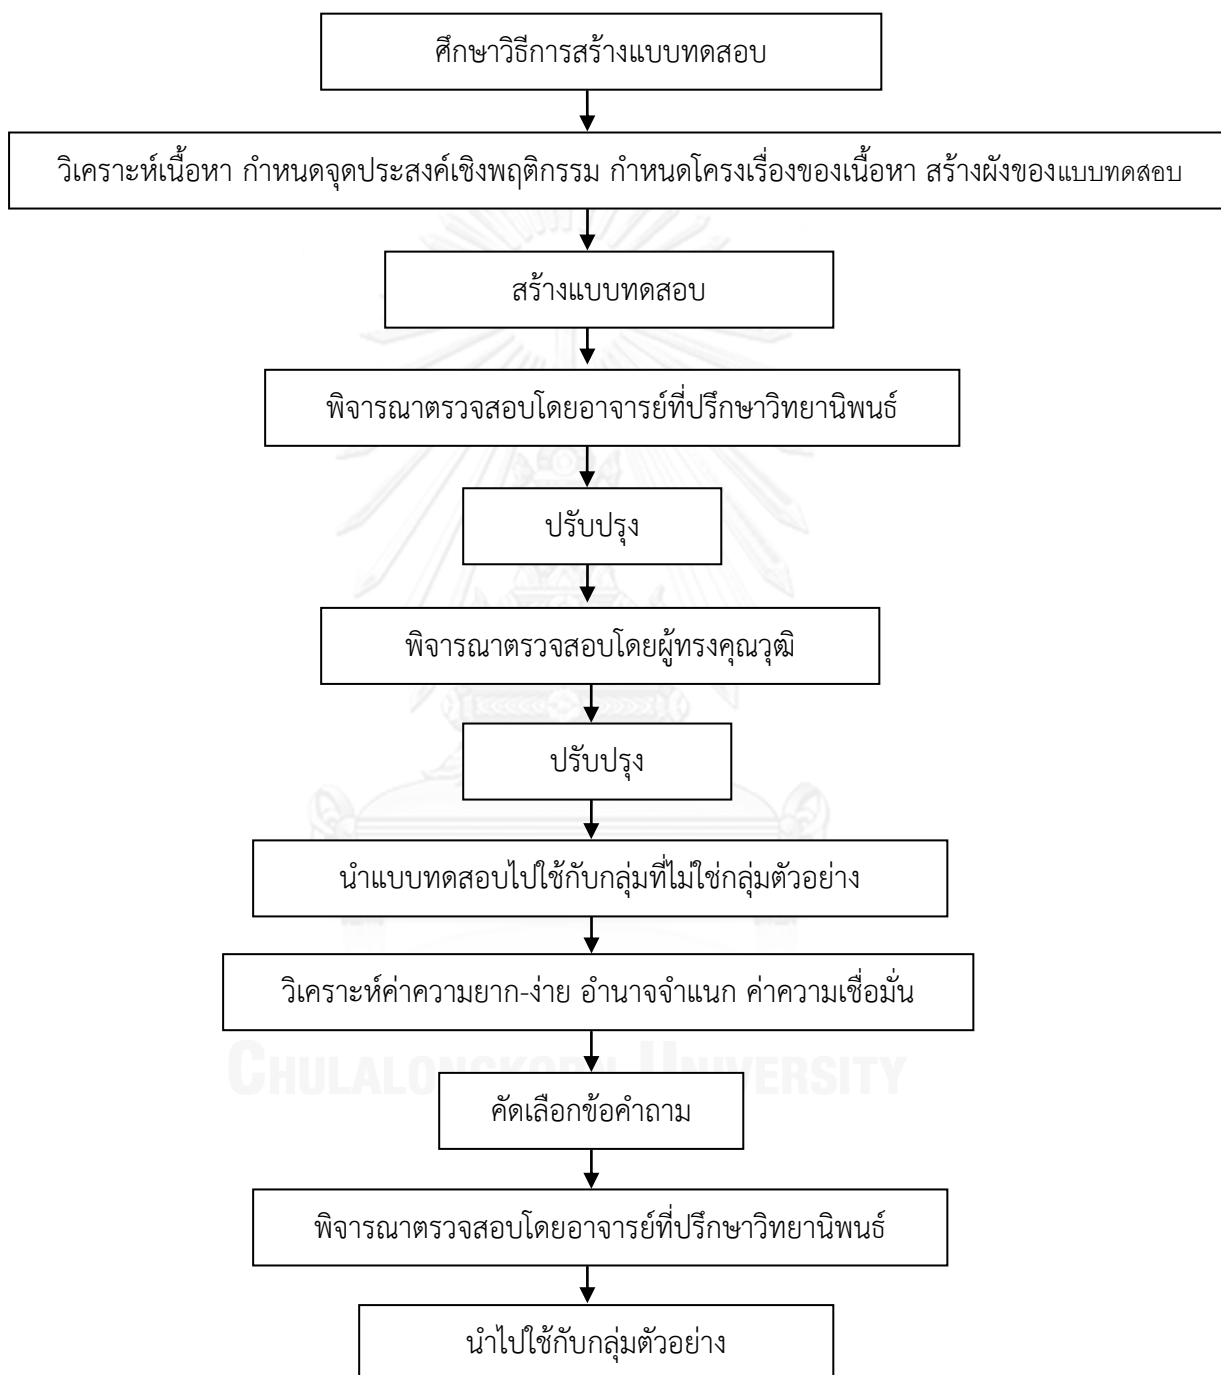 ศึกษาวิธีการสร้างแบบทดสอบ
วิเคราะห์เนื้อหา กำหนดจุดประสงค์เชิงพฤติกรรม กำหนดโครงเรื่องของเนื้อหา สร้างผังของแบบทดสอบ
สร้างแบบทดสอบ
พิจารณาตรวจสอบโดยอาจารย์ที่ปรึกษาวิทยานิพนธ์
ปรับปรุง
พิจารณาตรวจสอบโดยผู้ทรงคุณวุฒิ
ปรับปรุง
นำแบบทดสอบไปใช้กับกลุ่มที่ไม่ใช่กลุ่มตัวอย่าง
วิเคราะห์ค่าความยาก-ง่าย อำนาจจำแนก ค่าความเชื่อมั่น
CHULALONGKORN UNIVERSITY
คัดเลือกข้อคำถาม
พิจารณาตรวจสอบโดยอาจารย์ที่ปรึกษาวิทยานิพนธ์
นำไปใช้กับกลุ่มตัวอย่าง